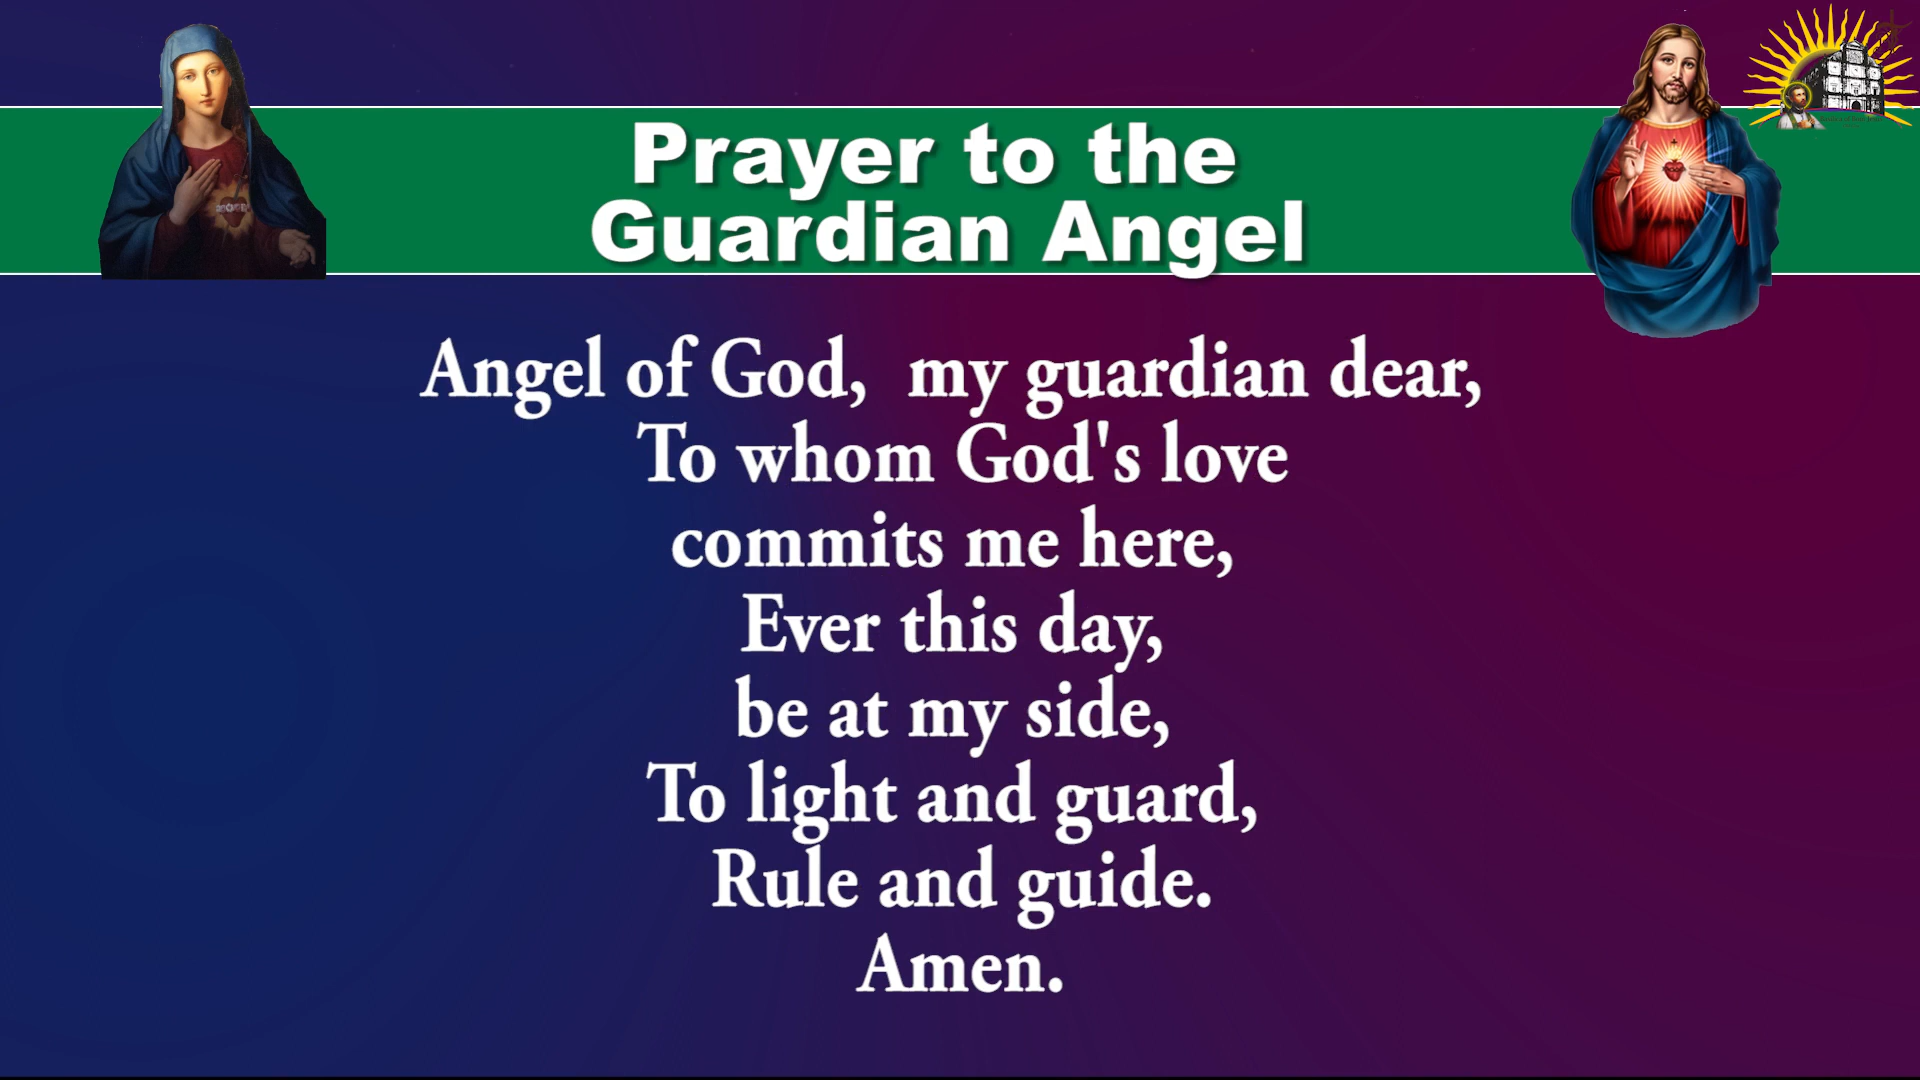 Prayer to the
Guardian Angel
Angel of God,  my guardian dear,
To whom God's love
commits me here,
Ever this day,
be at my side,
To light and guard,
Rule and guide.
Amen.